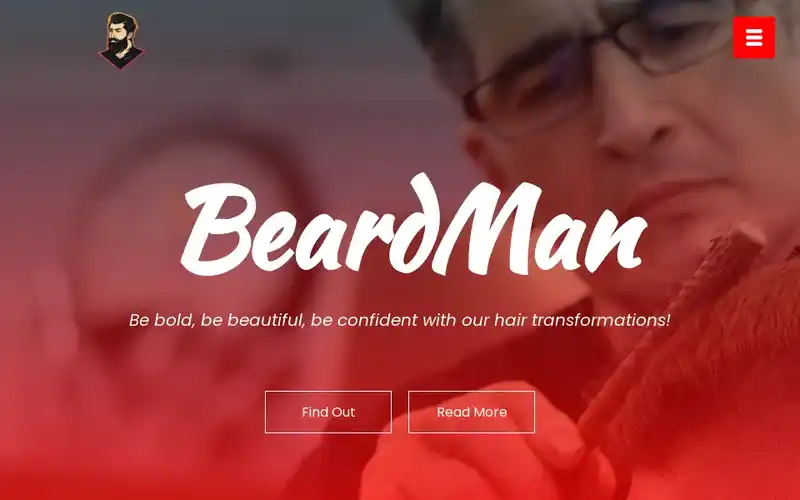 BeardMan
Be bold, be beautiful, be confident with our hair transformations!
Find Out
Read More